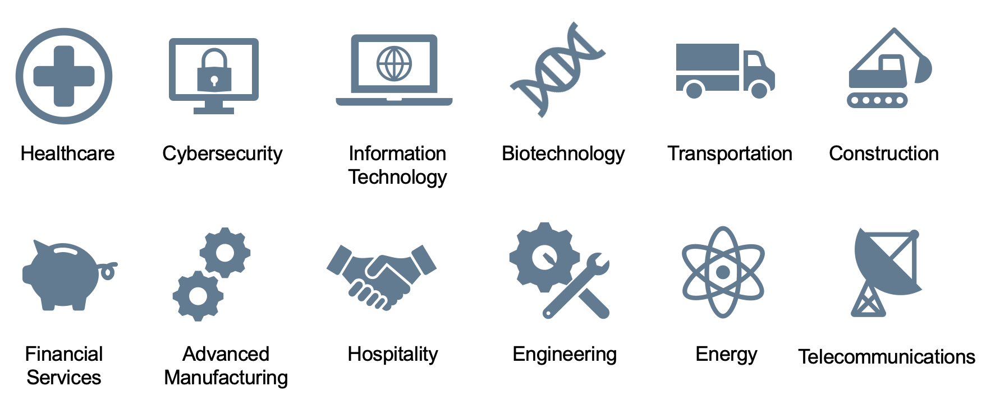 Healthcare
Cybersecurity
Information
Technology
Biotechnology
Transportation
Construction
Financial
Services
Advanced
Manufacturing
Hospitality
Engineering
Energy
Telecommunications